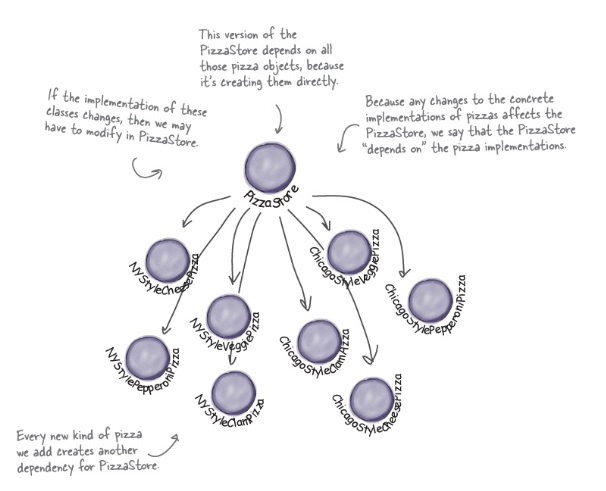 This version of the
PizzaStore depends on all
those pizza objects, because
it's creating them directly.
If the implementation of these
classes changes, then we may
have to modify in PizzaStore.
Because any changes to the concrete
implementations of pizzas affects the
PizzaStore, we say that the PizzaStore
"depends on" the pizza implementations.
PizzaStore
NYStyleCheesePizza
ChicagoStyleVeggiePizza
ChicagoStylePepperoniPizza
NYStyleVeggiePizza
ChicagoStyleClamPizza
NYStylePepperoniPizza
NYStyleClamPizza
ChicagoStyleCheesePizza
Every new kind of pizza
we add creates another
dependency for PizzaStore.